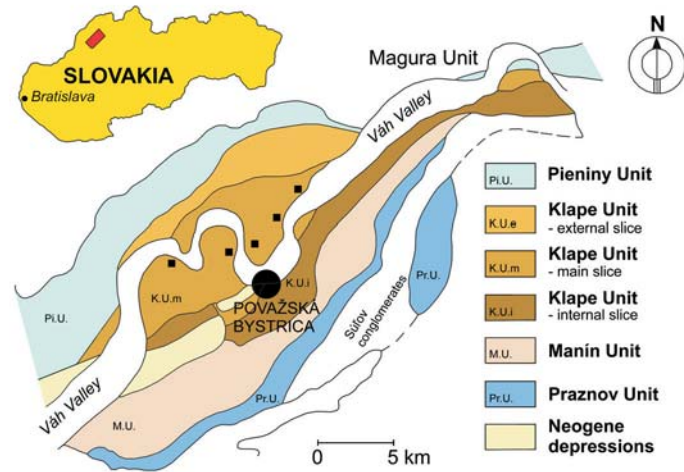 SLOVAKIA
Bratislava
Magura Unit
N
Váh Valley
Pi.U.
K.U.m
K.U.i
POVAŽSKÁ
BYSTRICA
Súľov
conglomerates
Pr.U.
Váh Valley
M.U.
Pr.U.
0 5 km
Pi.U. Pieniny Unit
K.U.e Klape Unit
- external slice
K.U.m Klape Unit
- main slice
K.U.i Klape Unit
- internal slice
M.U. Manín Unit
Pr.U. Praznov Unit
Neogene
depressions